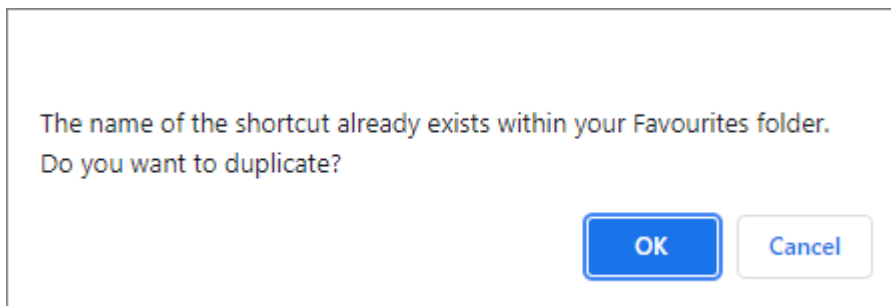 The name of the shortcut already exists within your Favourites folder.
Do you want to duplicate?
OK
Cancel